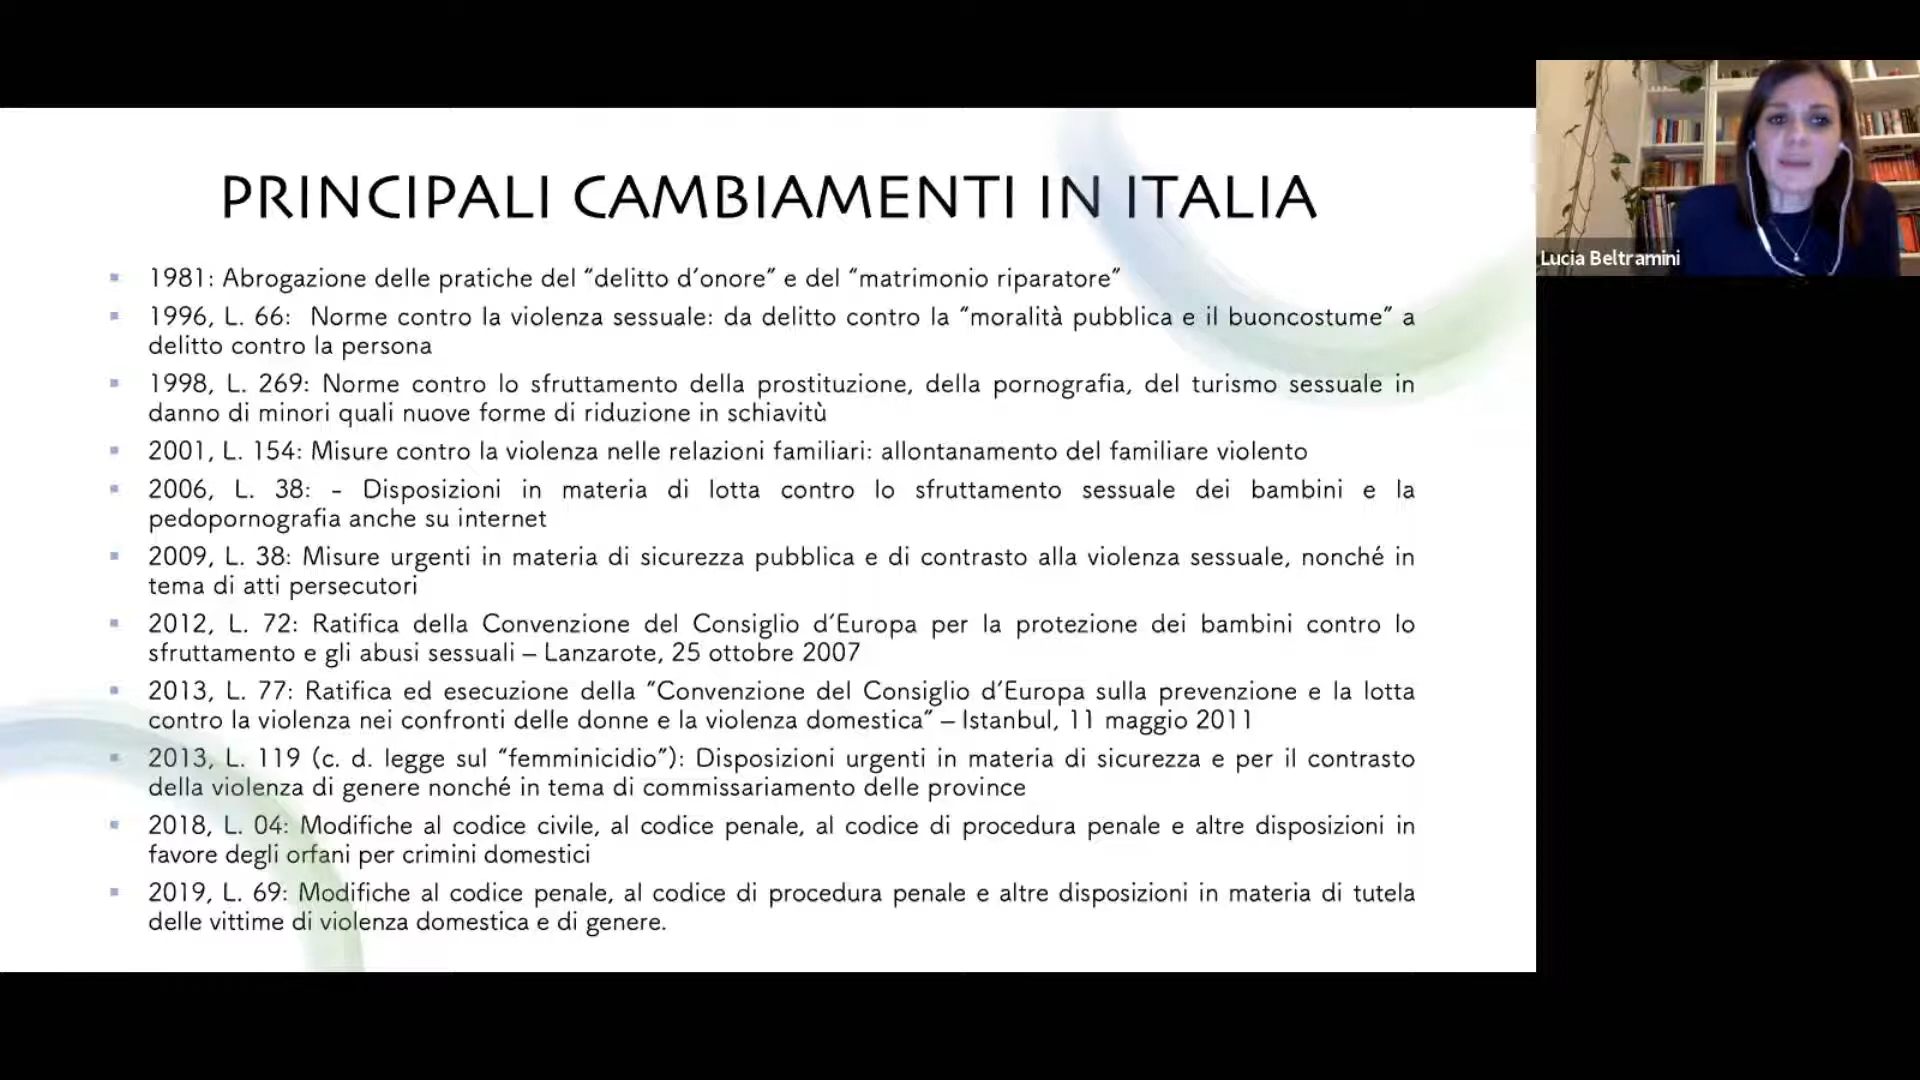 PRINCIPALI CAMBIAMENTI IN ITALIA
1981: Abrogazione delle pratiche del “delitto d’onore” e del “matrimonio riparatore”
1996, L. 66: Norme contro la violenza sessuale: da delitto contro la “moralità pubblica e il buoncostume” a
delitto contro la persona
1998, L. 269: Norme contro lo sfruttamento della prostituzione, della pornografia, del turismo sessuale in
danno di minori quali nuove forme di riduzione in schiavitù
2001, L. 154: Misure contro la violenza nelle relazioni familiari: allontanamento del familiare violento
2006, L. 38: - Disposizioni in materia di lotta contro lo sfruttamento sessuale dei bambini e la
pedopornografia anche su internet
2009, L. 38: Misure urgenti in materia di sicurezza pubblica e di contrasto alla violenza sessuale, nonché in
tema di atti persecutori
2012, L. 72: Ratifica della Convenzione del Consiglio d’Europa per la protezione dei bambini contro lo
sfruttamento e gli abusi sessuali – Lanzarote, 25 ottobre 2007
2013, L. 77: Ratifica ed esecuzione della “Convenzione del Consiglio d’Europa sulla prevenzione e la lotta
contro la violenza nei confronti delle donne e la violenza domestica” – Istanbul, 11 maggio 2011
2013, L. 119 (c. d. legge sul “femminicidio”): Disposizioni urgenti in materia di sicurezza e per il contrasto
della violenza di genere nonché in tema di commissariamento delle province
2018, L. 04: Modifiche al codice civile, al codice penale, al codice di procedura penale e altre disposizioni in
favore degli orfani per crimini domestici
2019, L. 69: Modifiche al codice penale, al codice di procedura penale e altre disposizioni in materia di tutela
delle vittime di violenza domestica e di genere.
Lucia Beltramini